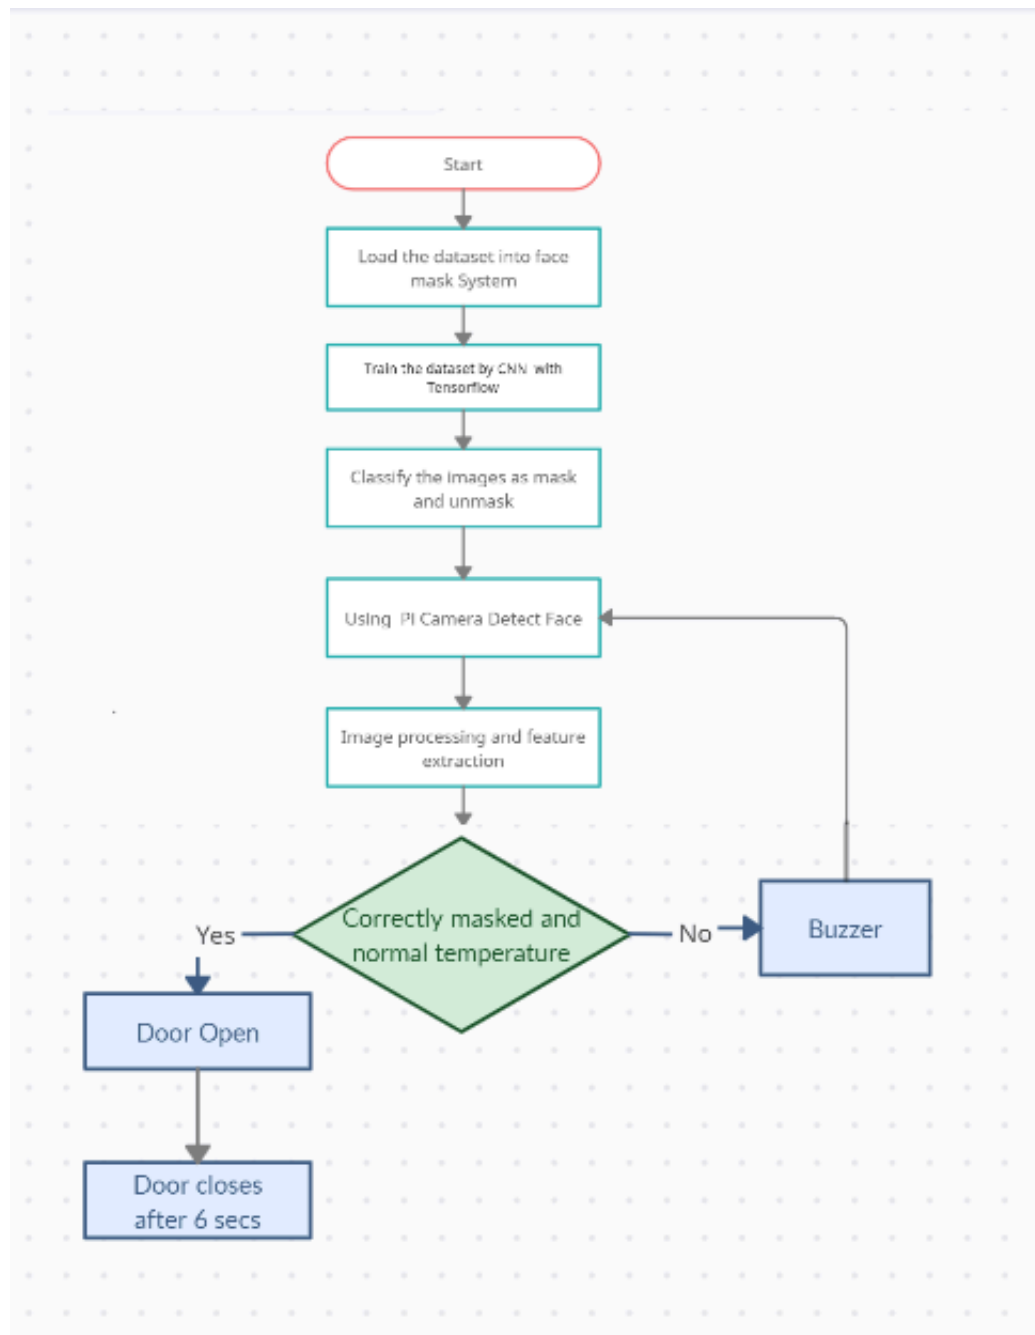 Start
Load the dataset into face
mask System
Train the dataset by CNN with
Tensorflow
Classify the images as mask
and unmask
Using PI Camera Detect Face
Image processing and feature
extraction
Correctly masked and
normal temperature
Yes
No
Buzzer
Door Open
Door closes
after 6 secs